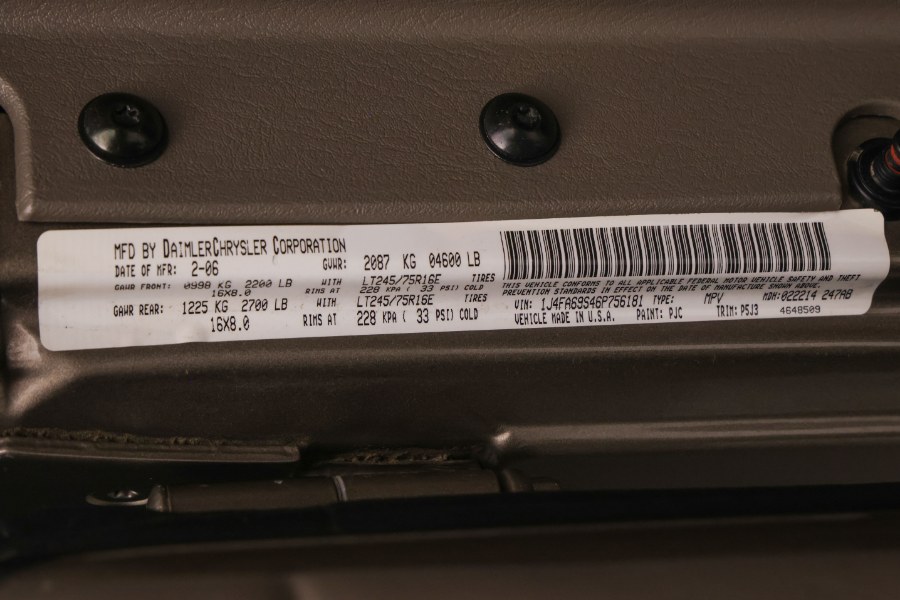 MFD BY DAIMLERCHRYSLER CORPORATION
DATE OF MFR: 2-06 GVWR: 2087 KG 04600 LB
GAWR FRONT: 0998 KG 2200 LB WITH LT245/75R16E TIRES
16X8.0 RIMS AT 228 KPA ( 33 PSI) COLD
GAWR REAR: 1225 KG 2700 LB WITH LT245/75R16E TIRES
16X8.0 RIMS AT 228 KPA ( 33 PSI) COLD
THIS VEHICLE CONFORMS TO ALL APPLICABLE FEDERAL MOTOR VEHICLE SAFETY AND THEFT
PREVENTION STANDARDS IN EFFECT ON THE DATE OF MANUFACTURE SHOWN ABOVE.
VIN: 1J4FA69S46P756181 TYPE: MPV MDH: 022214 247AB
VEHICLE MADE IN U.S.A. PAINT: PJC TRIM: P5J3 4648509